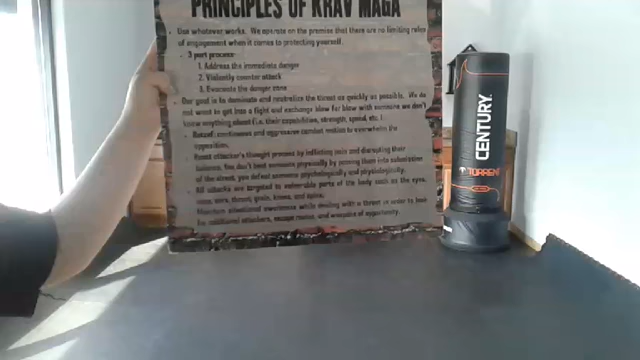 PRINCIPLES OF KRAV MAGA
Use whatever works. We operate on the premise that there are no limiting rules
of engagement when it comes to protecting yourself.
3 part process
1. Address the immediate danger
2. Violently counter attack
3. Evacuate the danger zone
Our goal is to dominate and neutralize the threat as quickly as possible. We do
not want to get into a fight and exchange blow for blow with someone we don't
know anything about (i.e. their capabilities, strength, speed, etc.).
continuous and aggressive combat motion to overwhelm the
opposition.
attacker's thought process by inflicting pain and disrupting their
balance. You don't beat someone physically by pounding them into submission
you defeat someone psychologically and physiologically.
All attacks are targeted to vulnerable parts of the body such as the eyes,
nose, ears, throat, groin, knees, and spine.
Maintain situational awareness while dealing with a threat in order to look
for additional attackers, escape routes, and weapons of opportunity.
CENTURY.
TORRENT